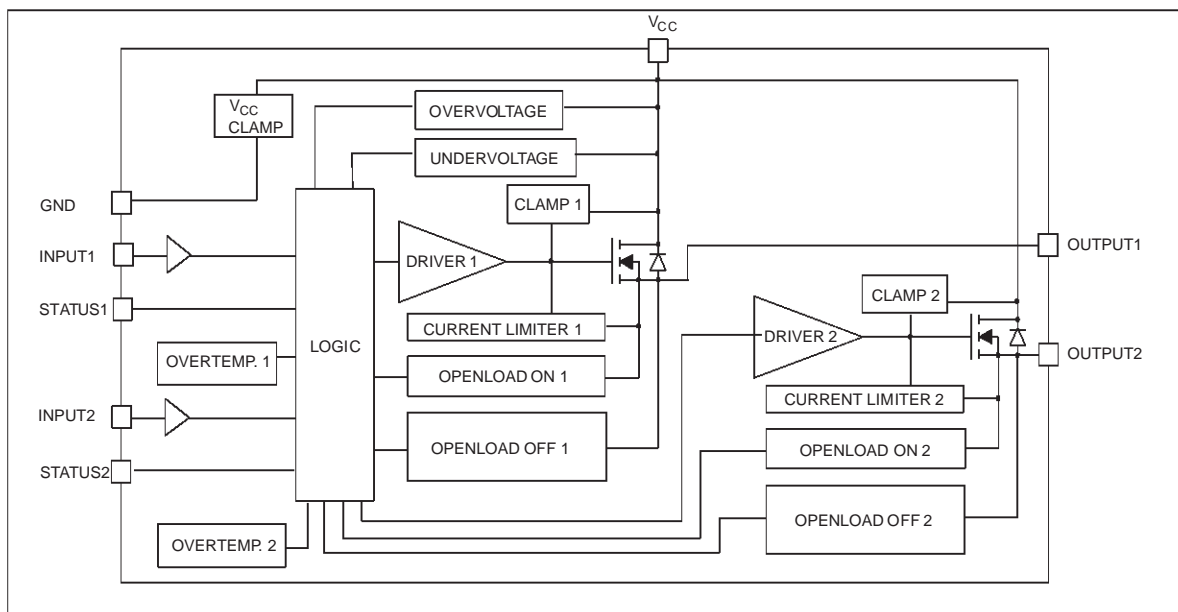 VCC
VCC
CLAMP
OVERVOLTAGE
UNDERVOLTAGE
GND
CLAMP 1
INPUT1
DRIVER 1
OUTPUT1
STATUS1
CURRENT LIMITER 1
CLAMP 2
LOGIC
DRIVER 2
OVERTEMP. 1
OPENLOAD ON 1
OUTPUT2
INPUT2
CURRENT LIMITER 2
OPENLOAD OFF 1
OPENLOAD ON 2
STATUS2
OPENLOAD OFF 2
OVERTEMP. 2